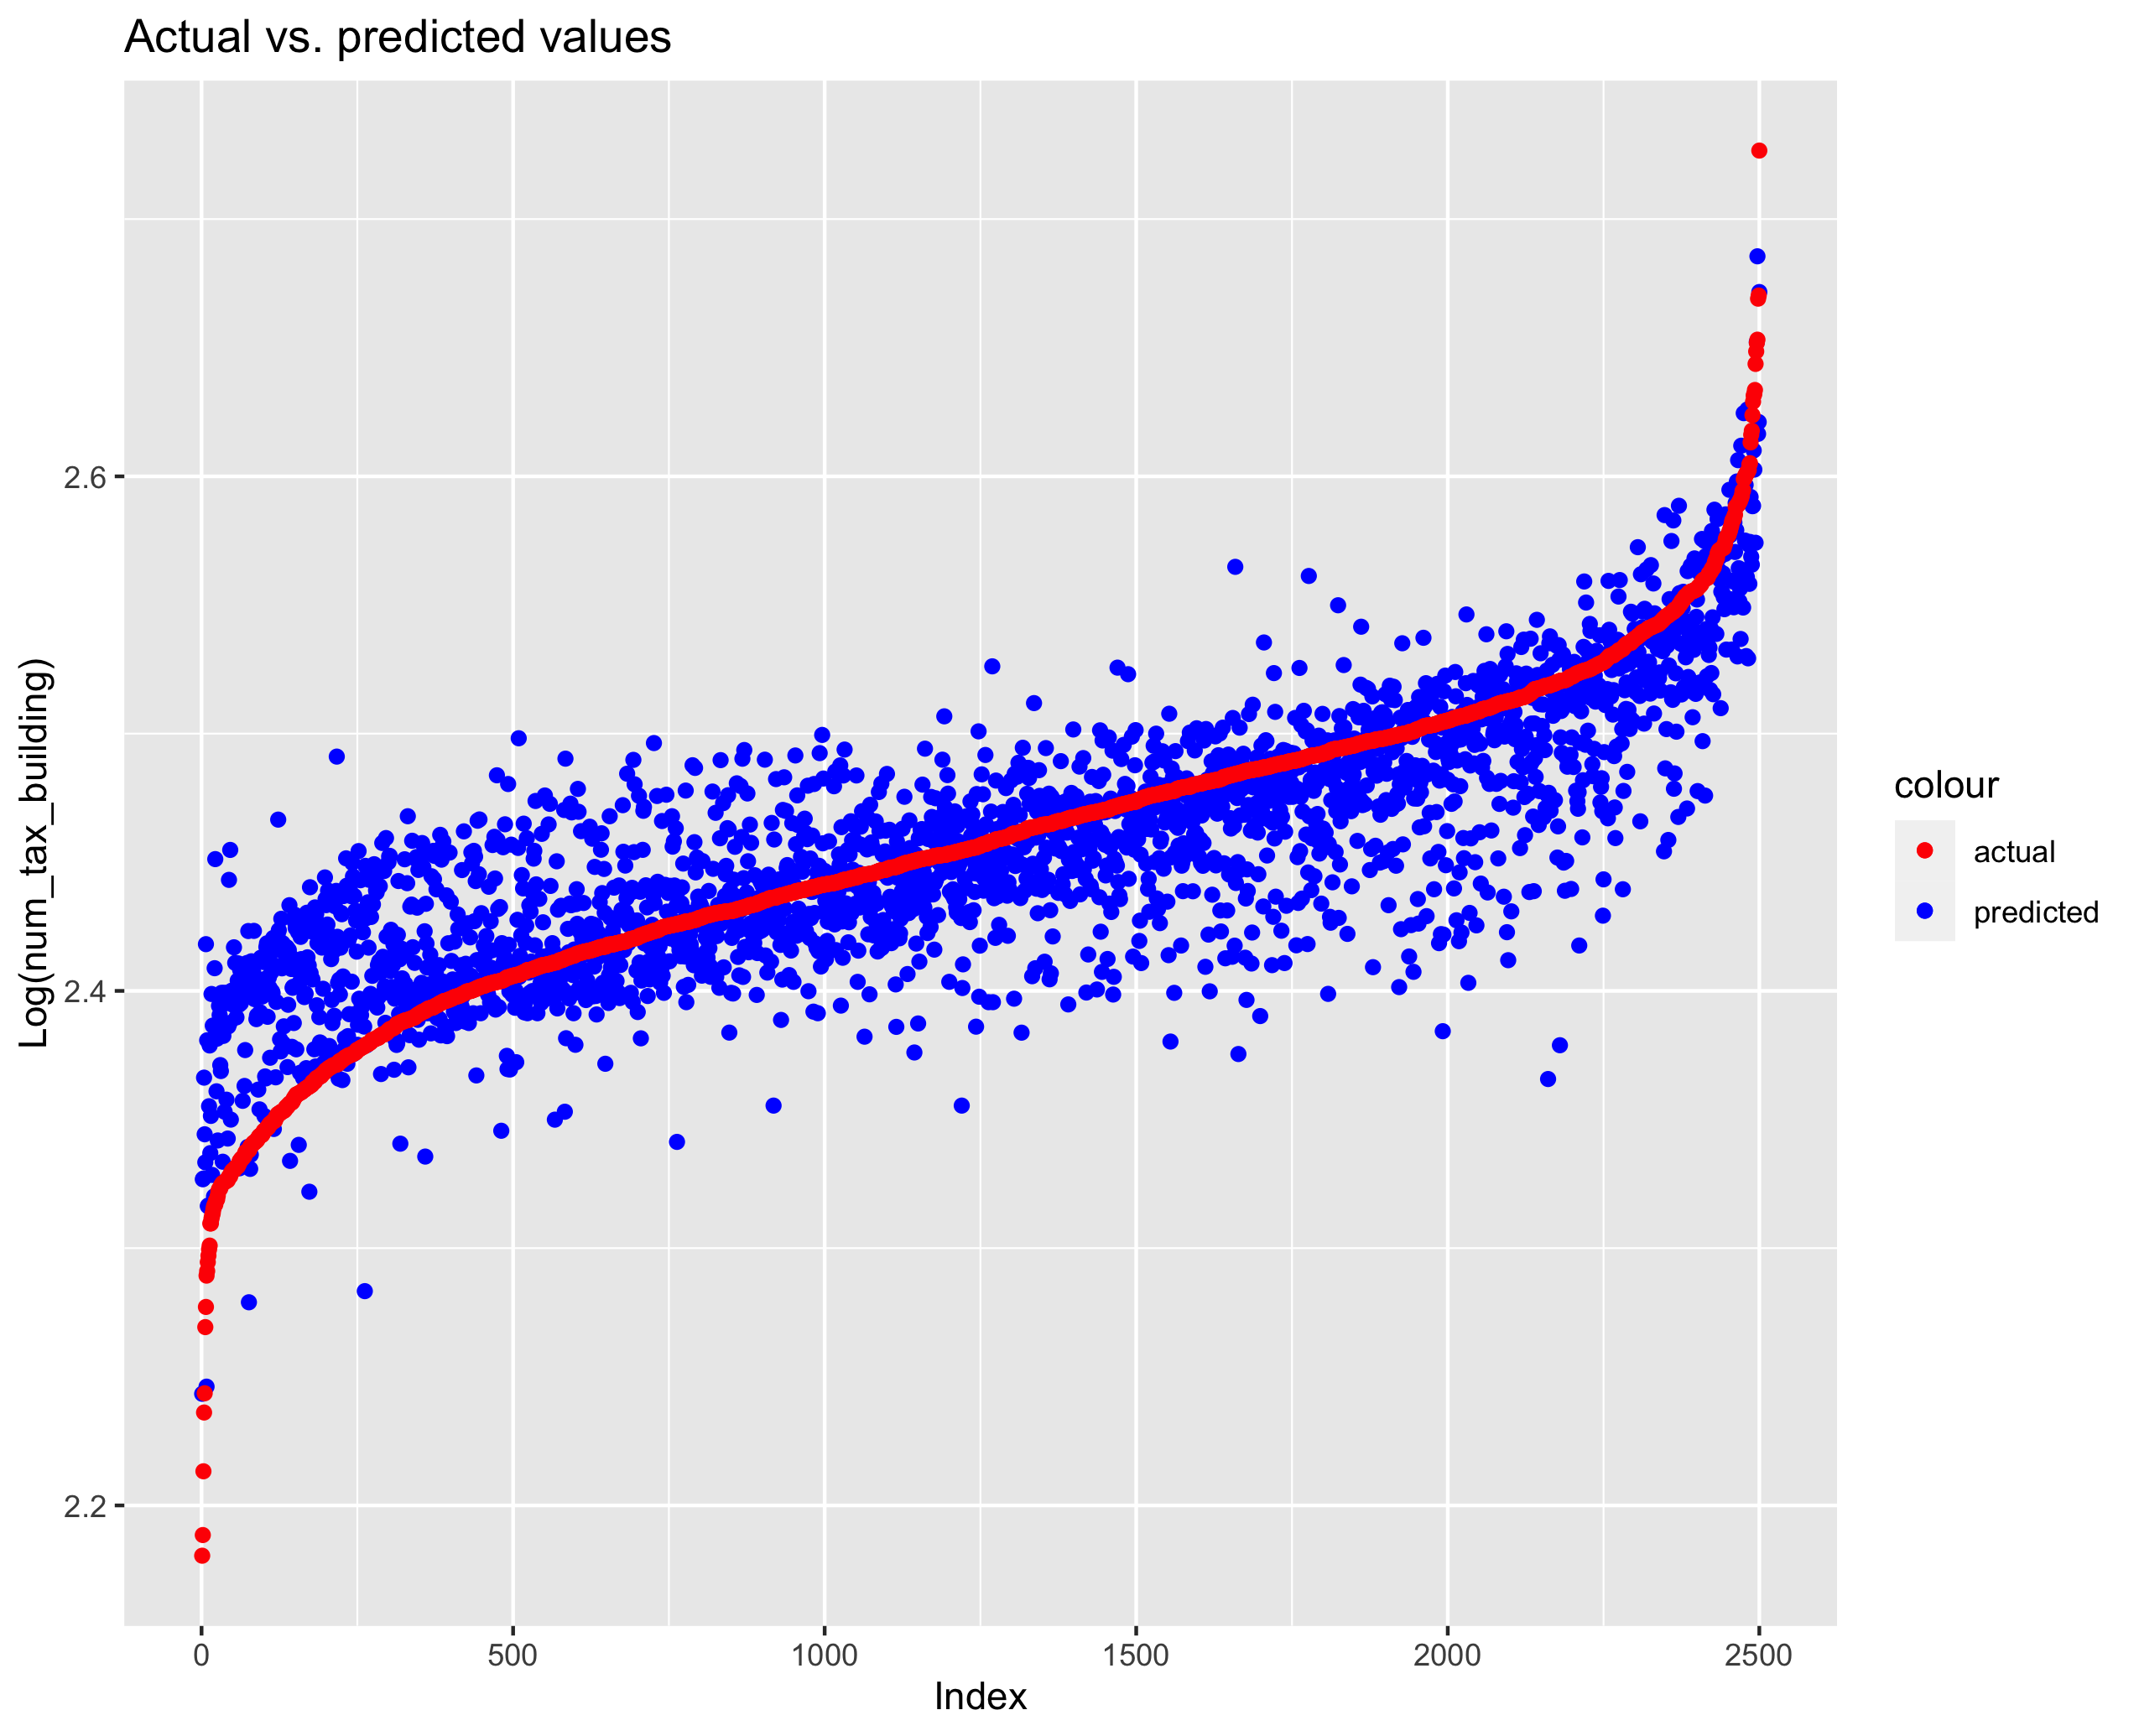 Actual vs. predicted values
Log(num_tax_building)
2.6
2.4
2.2
0 500 1000 1500 2000 2500
Index
colour
actual
predicted